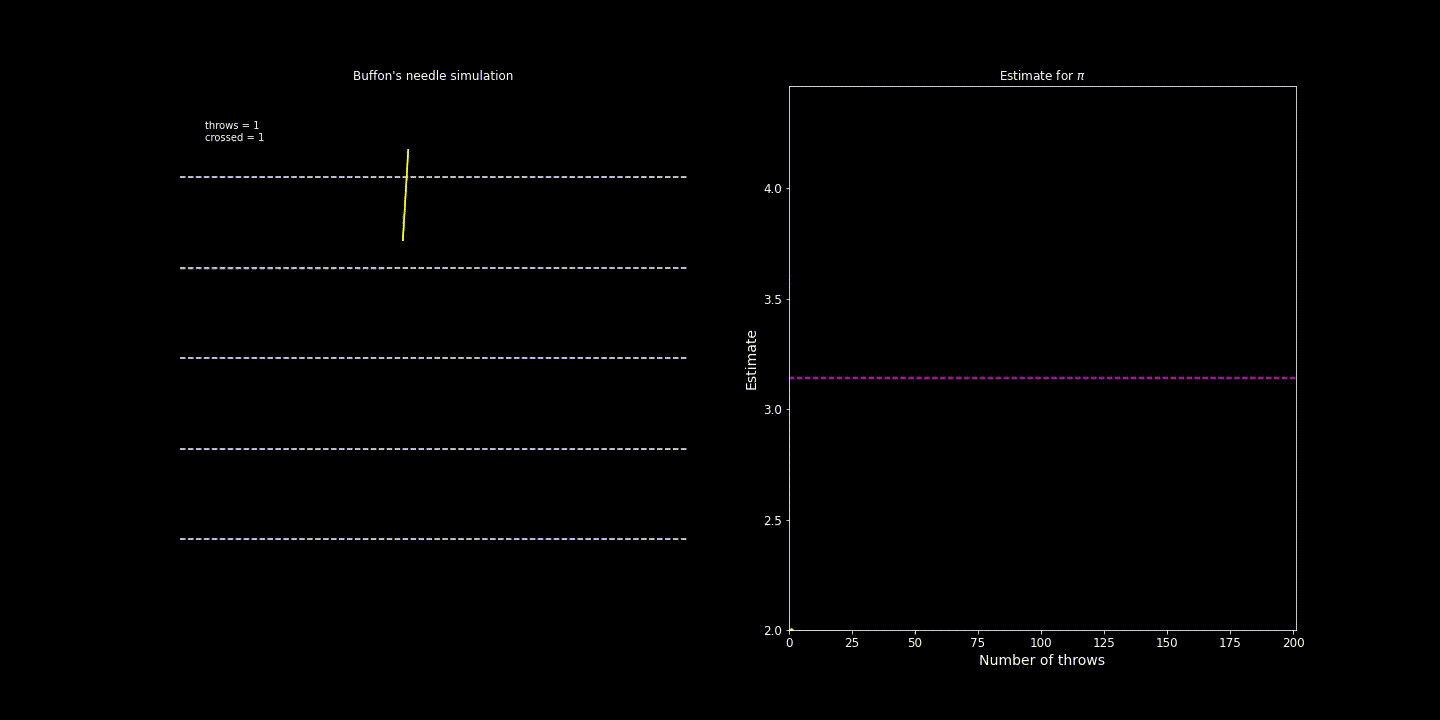 Buffon's needle simulation
throws = 1
crossed = 1
Estimate for π
Estimate
4.0
3.5
3.0
2.5
2.0
0 25 50 75 100 125 150 175 200
Number of throws